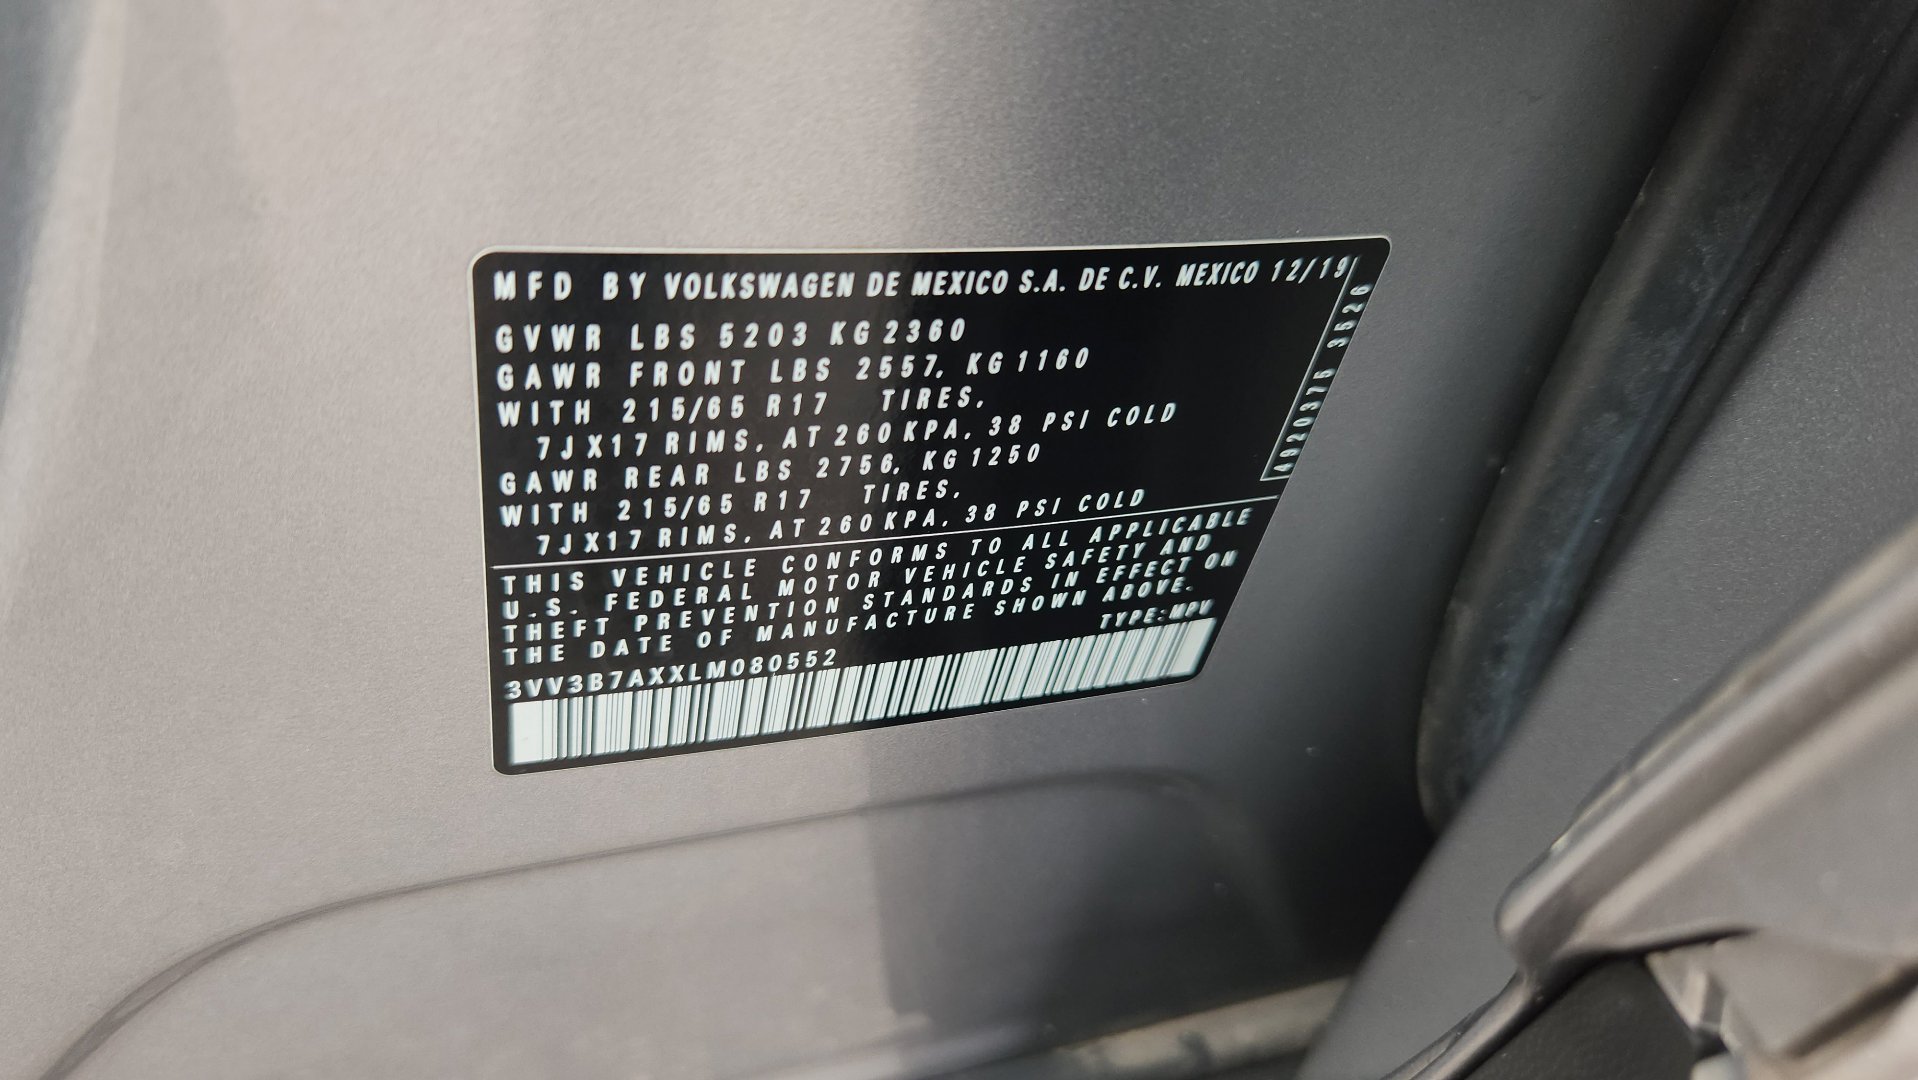 MFD BY VOLKSWAGEN DE MEXICO S.A. DE C.V. MEXICO 12/19
GVWR LBS 5203 KG 2360
GAWR FRONT LBS 2557, KG 1160
WITH 215/65 R17 TIRES,
7JX17 RIMS, AT 260 KPA, 38 PSI COLD
GAWR REAR LBS 2756, KG 1250
WITH 215/65 R17 TIRES,
7JX17 RIMS, AT 260 KPA, 38 PSI COLD
4920375 3526
THIS VEHICLE CONFORMS TO ALL APPLICABLE
U.S. FEDERAL MOTOR VEHICLE SAFETY AND
THEFT PREVENTION STANDARDS IN EFFECT ON
THE DATE OF MANUFACTURE SHOWN ABOVE.
TYPE:MPV
3VV3B7AXXLM080552